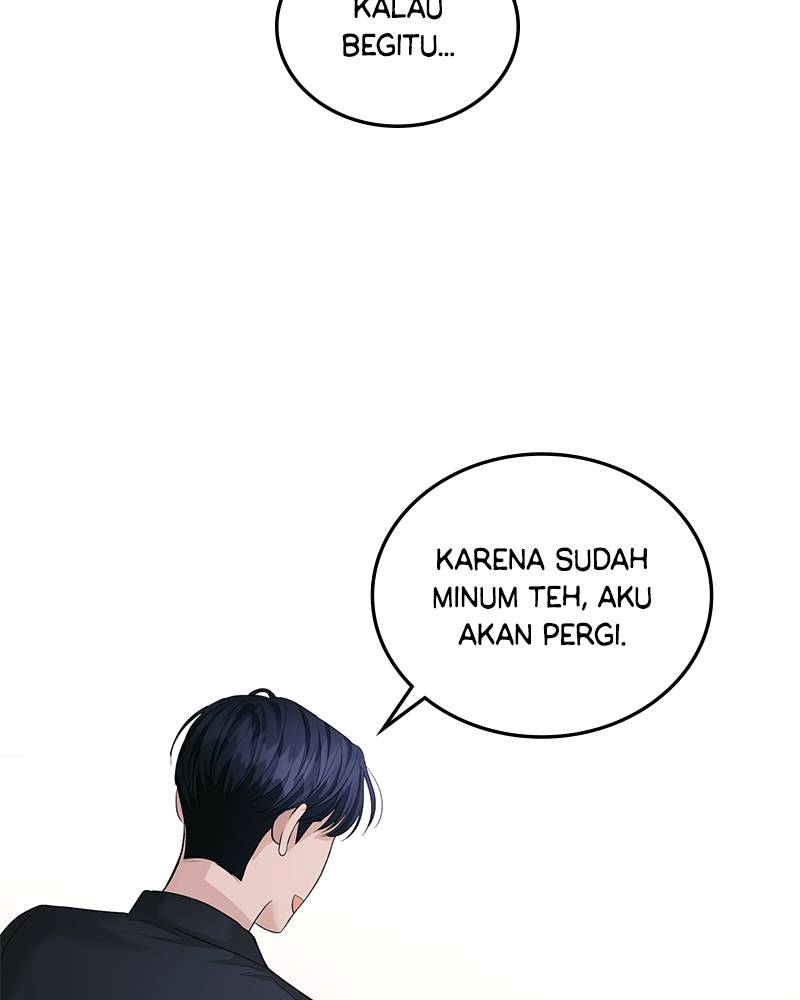 KALAU
BEGITU...
KARENA SUDAH
MINUM TEH, AKU
AKAN PERGI.